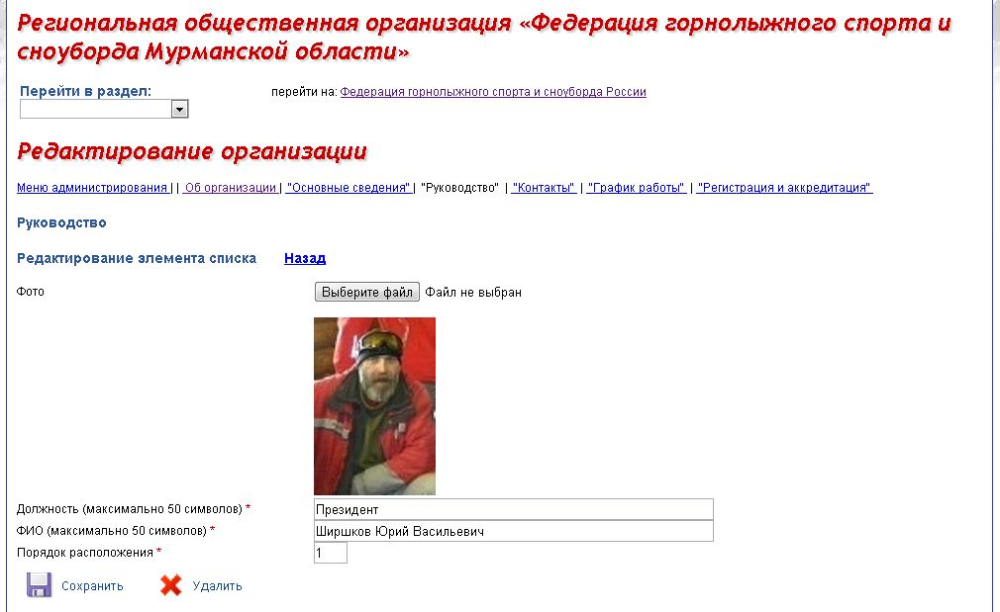 Региональная общественная организация «Федерация горнолыжного спорта и
сноуборда Мурманской области»
Перейти в раздел:
перейти на: Федерация горнолыжного спорта и сноуборда России
Редактирование организации
Меню администрирования | | Об организации | "Основные сведения" | "Руководство" | "Контакты" | "График работы" | "Регистрация и аккредитация"
Руководство
Редактирование элемента списка Назад
Фото Выберите файл Файл не выбран
Должность (максимально 50 символов) * Президент
ФИО (максимально 50 символов) * Ширшков Юрий Васильевич
Порядок расположения * 1
Сохранить Удалить